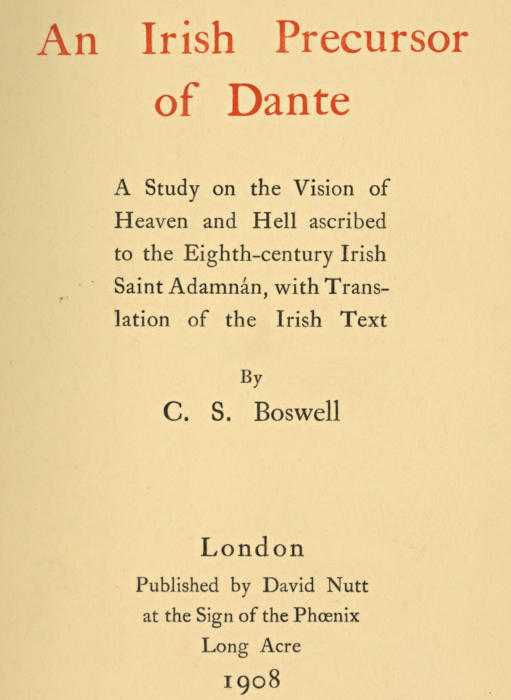 An Irish Precursor
of Dante
A Study on the Vision of
Heaven and Hell ascribed
to the Eighth-century Irish
Saint Adamnán, with Trans-
lation of the Irish Text
By
C. S. Boswell
London
Published by David Nutt
at the Sign of the Phœnix
Long Acre
1908